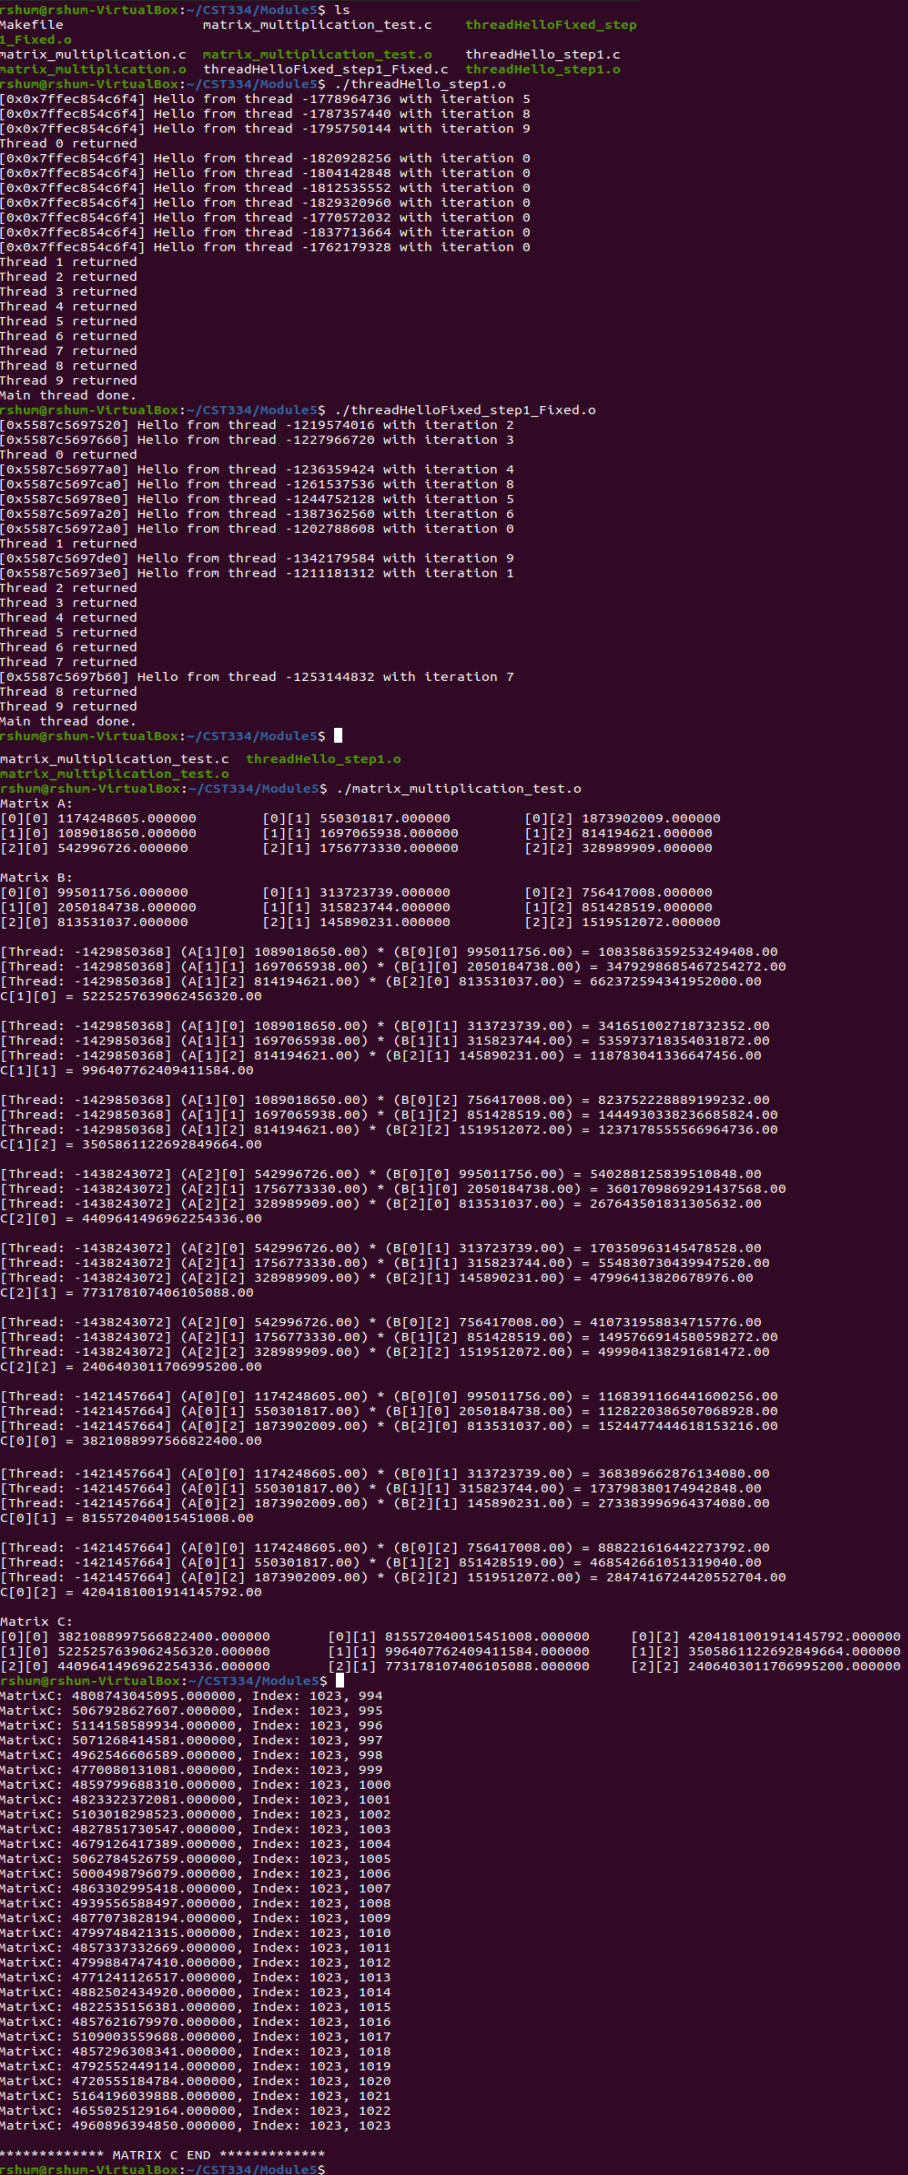 rshum@rshum-VirtualBox:~/CST334/Module5$ ls
Makefile                 matrix_multiplication_test.c    threadHelloFixed_step
1_Fixed.o
matrix_multiplication.c  matrix_multiplication_test.o    threadHello_step1.c
matrix_multiplication.o  threadHelloFixed_step1_Fixed.c  threadHello_step1.o
rshum@rshum-VirtualBox:~/CST334/Module5$ ./threadHello_step1.o
[0x0x7ffec854c6f4] Hello from thread -1778964736 with iteration 5
[0x0x7ffec854c6f4] Hello from thread -1787357440 with iteration 8
[0x0x7ffec854c6f4] Hello from thread -1795750144 with iteration 9
Thread 0 returned
[0x0x7ffec854c6f4] Hello from thread -1820928256 with iteration 0
[0x0x7ffec854c6f4] Hello from thread -1804142848 with iteration 0
[0x0x7ffec854c6f4] Hello from thread -1812535552 with iteration 0
[0x0x7ffec854c6f4] Hello from thread -1829320960 with iteration 0
[0x0x7ffec854c6f4] Hello from thread -1770572032 with iteration 0
[0x0x7ffec854c6f4] Hello from thread -1837713664 with iteration 0
[0x0x7ffec854c6f4] Hello from thread -1762179328 with iteration 0
Thread 1 returned
Thread 2 returned
Thread 3 returned
Thread 4 returned
Thread 5 returned
Thread 6 returned
Thread 7 returned
Thread 8 returned
Thread 9 returned
Main thread done.
rshum@rshum-VirtualBox:~/CST334/Module5$ ./threadHelloFixed_step1_Fixed.o
[0x5587c5697520] Hello from thread -1219574016 with iteration 2
[0x5587c5697660] Hello from thread -1227966720 with iteration 3
Thread 0 returned
[0x5587c56977a0] Hello from thread -1236359424 with iteration 4
[0x5587c5697ca0] Hello from thread -1261537536 with iteration 8
[0x5587c56978e0] Hello from thread -1244752128 with iteration 5
[0x5587c5697a20] Hello from thread -1387362560 with iteration 6
[0x5587c56972a0] Hello from thread -1202788608 with iteration 0
Thread 1 returned
[0x5587c5697de0] Hello from thread -1342179584 with iteration 9
[0x5587c56973e0] Hello from thread -1211181312 with iteration 1
Thread 2 returned
Thread 3 returned
Thread 4 returned
Thread 5 returned
Thread 6 returned
Thread 7 returned
[0x5587c5697b60] Hello from thread -1253144832 with iteration 7
Thread 8 returned
Thread 9 returned
Main thread done.
rshum@rshum-VirtualBox:~/CST334/Module5$
matrix_multiplication_test.c  threadHello_step1.o
matrix_multiplication_test.o
rshum@rshum-VirtualBox:~/CST334/Module5$ ./matrix_multiplication_test.o
Matrix A:
[0][0] 1174248605.000000        [0][1] 550301817.000000         [0][2] 1873902009.000000
[1][0] 1089018650.000000        [1][1] 1697065938.000000        [1][2] 814194621.000000
[2][0] 542996726.000000         [2][1] 1756773330.000000        [2][2] 328989909.000000
Matrix B:
[0][0] 995011756.000000         [0][1] 313723739.000000         [0][2] 756417008.000000
[1][0] 2050184738.000000        [1][1] 315823744.000000         [1][2] 851428519.000000
[2][0] 813531037.000000         [2][1] 145890231.000000         [2][2] 1519512072.000000
[Thread: -1429850368] (A[1][0] 1089018650.00) * (B[0][0] 995011756.00) = 1083586359253249408.00
[Thread: -1429850368] (A[1][1] 1697065938.00) * (B[1][0] 2050184738.00) = 3479298685467254272.00
[Thread: -1429850368] (A[1][2] 814194621.00) * (B[2][0] 813531037.00) = 662372594341952000.00
C[1][0] = 5225257639062456320.00
[Thread: -1429850368] (A[1][0] 1089018650.00) * (B[0][1] 313723739.00) = 341651002718732352.00
[Thread: -1429850368] (A[1][1] 1697065938.00) * (B[1][1] 315823744.00) = 535973718354031872.00
[Thread: -1429850368] (A[1][2] 814194621.00) * (B[2][1] 145890231.00) = 118783041336647456.00
C[1][1] = 996407762409411584.00
[Thread: -1429850368] (A[1][0] 1089018650.00) * (B[0][2] 756417008.00) = 823752228889199232.00
[Thread: -1429850368] (A[1][1] 1697065938.00) * (B[1][2] 851428519.00) = 1444930338236685824.00
[Thread: -1429850368] (A[1][2] 814194621.00) * (B[2][2] 1519512072.00) = 1237178555566964736.00
C[1][2] = 3505861122692849664.00
[Thread: -1438243072] (A[2][0] 542996726.00) * (B[0][0] 995011756.00) = 540288125839510848.00
[Thread: -1438243072] (A[2][1] 1756773330.00) * (B[1][0] 2050184738.00) = 3601709869291437568.00
[Thread: -1438243072] (A[2][2] 328989909.00) * (B[2][0] 813531037.00) = 267643501831305632.00
C[2][0] = 4409641496962254336.00
[Thread: -1438243072] (A[2][0] 542996726.00) * (B[0][1] 313723739.00) = 170350963145478528.00
[Thread: -1438243072] (A[2][1] 1756773330.00) * (B[1][1] 315823744.00) = 554830730439947520.00
[Thread: -1438243072] (A[2][2] 328989909.00) * (B[2][1] 145890231.00) = 47996413820678976.00
C[2][1] = 773178107406105088.00
[Thread: -1438243072] (A[2][0] 542996726.00) * (B[0][2] 756417008.00) = 410731958834715776.00
[Thread: -1438243072] (A[2][1] 1756773330.00) * (B[1][2] 851428519.00) = 1495766914580598272.00
[Thread: -1438243072] (A[2][2] 328989909.00) * (B[2][2] 1519512072.00) = 499904138291681472.00
C[2][2] = 2406403011706995200.00
[Thread: -1421457664] (A[0][0] 1174248605.00) * (B[0][0] 995011756.00) = 1168391166441600256.00
[Thread: -1421457664] (A[0][1] 550301817.00) * (B[1][0] 2050184738.00) = 1128220386507068928.00
[Thread: -1421457664] (A[0][2] 1873902009.00) * (B[2][0] 813531037.00) = 1524477444618153216.00
C[0][0] = 3821088997566822400.00
[Thread: -1421457664] (A[0][0] 1174248605.00) * (B[0][1] 313723739.00) = 368389662876134080.00
[Thread: -1421457664] (A[0][1] 550301817.00) * (B[1][1] 315823744.00) = 173798380174942848.00
[Thread: -1421457664] (A[0][2] 1873902009.00) * (B[2][1] 145890231.00) = 273383996964374080.00
C[0][1] = 815572040015451008.00
[Thread: -1421457664] (A[0][0] 1174248605.00) * (B[0][2] 756417008.00) = 888221616442273792.00
[Thread: -1421457664] (A[0][1] 550301817.00) * (B[1][2] 851428519.00) = 468542661051319040.00
[Thread: -1421457664] (A[0][2] 1873902009.00) * (B[2][2] 1519512072.00) = 2847416724420552704.00
C[0][2] = 4204181001914145792.00
Matrix C:
[0][0] 3821088997566822400.000000       [0][1] 815572040015451008.000000     [0][2] 4204181001914145792.000000
[1][0] 5225257639062456320.000000       [1][1] 996407762409411584.000000     [1][2] 3505861122692849664.000000
[2][0] 4409641496962254336.000000       [2][1] 773178107406105088.000000     [2][2] 2406403011706995200.000000
rshum@rshum-VirtualBox:~/CST334/Module5$
MatrixC: 4808743045095.000000, Index: 1023, 994
MatrixC: 5067928627607.000000, Index: 1023, 995
MatrixC: 5114158589934.000000, Index: 1023, 996
MatrixC: 5071268414581.000000, Index: 1023, 997
MatrixC: 4962546606589.000000, Index: 1023, 998
MatrixC: 4770080131081.000000, Index: 1023, 999
MatrixC: 4859799688310.000000, Index: 1023, 1000
MatrixC: 4823322372081.000000, Index: 1023, 1001
MatrixC: 5103018298523.000000, Index: 1023, 1002
MatrixC: 4827851730547.000000, Index: 1023, 1003
MatrixC: 4679126417389.000000, Index: 1023, 1004
MatrixC: 5062784526759.000000, Index: 1023, 1005
MatrixC: 5000498796079.000000, Index: 1023, 1006
MatrixC: 4863302995418.000000, Index: 1023, 1007
MatrixC: 4939556588497.000000, Index: 1023, 1008
MatrixC: 4877073828194.000000, Index: 1023, 1009
MatrixC: 4799748421315.000000, Index: 1023, 1010
MatrixC: 4857337332669.000000, Index: 1023, 1011
MatrixC: 4799884747410.000000, Index: 1023, 1012
MatrixC: 4771241126517.000000, Index: 1023, 1013
MatrixC: 4882502434920.000000, Index: 1023, 1014
MatrixC: 4822535156381.000000, Index: 1023, 1015
MatrixC: 4857621679970.000000, Index: 1023, 1016
MatrixC: 5109003559688.000000, Index: 1023, 1017
MatrixC: 4857296308341.000000, Index: 1023, 1018
MatrixC: 4792552449114.000000, Index: 1023, 1019
MatrixC: 4720555184784.000000, Index: 1023, 1020
MatrixC: 5164196039888.000000, Index: 1023, 1021
MatrixC: 4655025129164.000000, Index: 1023, 1022
MatrixC: 4960896394850.000000, Index: 1023, 1023
************* MATRIX C END *************
rshum@rshum-VirtualBox:~/CST334/Module5$